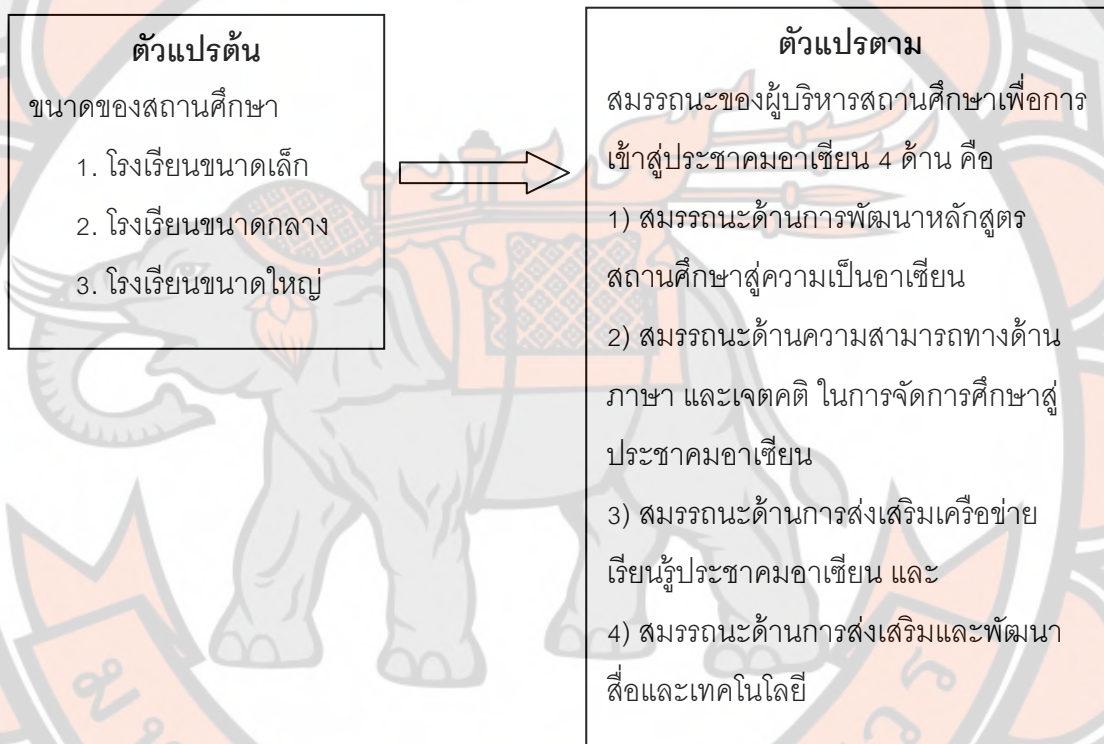 ตัวแปรต้น
ขนาดของสถานศึกษา
1. โรงเรียนขนาดเล็ก
2. โรงเรียนขนาดกลาง
3. โรงเรียนขนาดใหญ่
ตัวแปรตาม
สมรรถนะของผู้บริหารสถานศึกษาเพื่อการ
เข้าสู่ประชาคมอาเซียน 4 ด้าน คือ
1) สมรรถนะด้านการพัฒนาหลักสูตร
สถานศึกษาสู่ความเป็นอาเซียน
2) สมรรถนะด้านความสามารถทางด้าน
ภาษา และเจตคติ ในการจัดการศึกษาสู่
ประชาคมอาเซียน
3) สมรรถนะด้านการส่งเสริมเครือข่าย
เรียนรู้ประชาคมอาเซียน และ
4) สมรรถนะด้านการส่งเสริมและพัฒนา
สื่อและเทคโนโลยี